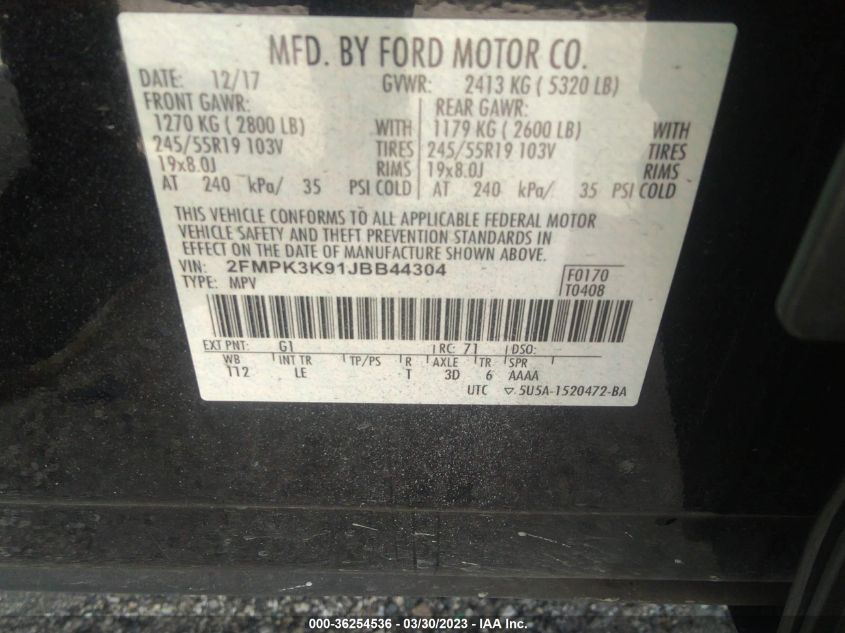 MFD. BY FORD MOTOR CO.
DATE: 12/17 GVWR: 2413 KG ( 5320 LB)
FRONT GAWR: REAR GAWR:
1270 KG ( 2800 LB) WITH 1179 KG ( 2600 LB) WITH
245/55R19 103V TIRES 245/55R19 103V TIRES
19x8.0J RIMS 19x8.0J RIMS
AT 240 kPa/ 35 PSI COLD AT 240 kPa/ 35 PSI COLD
THIS VEHICLE CONFORMS TO ALL APPLICABLE FEDERAL MOTOR
VEHICLE SAFETY AND THEFT PREVENTION STANDARDS IN
EFFECT ON THE DATE OF MANUFACTURE SHOWN ABOVE.
VIN: 2FMPK3K91JBB44304 F0170
TYPE: MPV T0408
EXT PNT: G1 RC: 71 DSO:
WB INT TR TP/PS R AXLE TR SPR
112 LE T 3D 6 AAAA
UTC ▽ 5U5A-1520472-BA
000-36254536 - 03/30/2023 - IAA Inc.